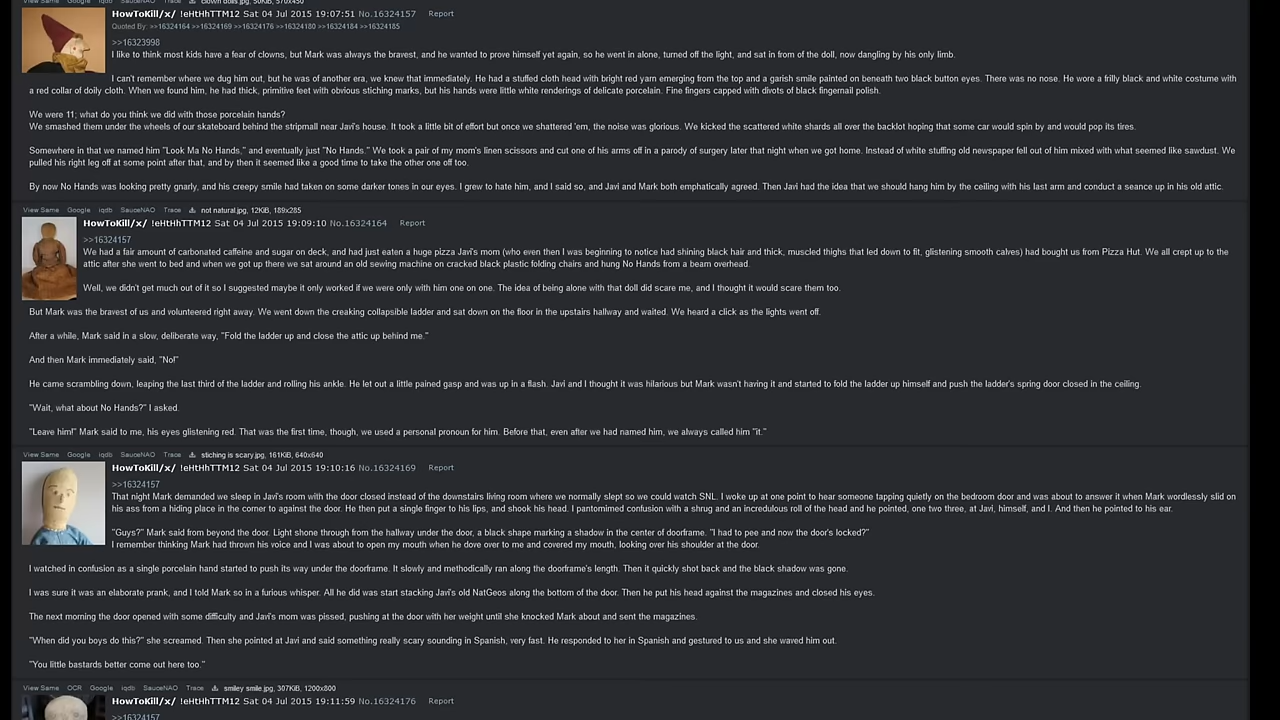 View Same Google iqdb SauceNAO Trace clown dolls.jpg, 50KiB, 570x450
HowToKill/x/ !eHtHhTTM12 Sat 04 Jul 2015 19:07:51 No.16324157 Report
Quoted By: >>16324164 >>16324169 >>16324176 >>16324180 >>16324184 >>16324185
>>16323998
I like to think most kids have a fear of clowns, but Mark was always the bravest, and he wanted to prove himself yet again, so he went in alone, turned off the light, and sat in from of the doll, now dangling by his only limb.
I can't remember where we dug him out, but he was of another era, we knew that immediately. He had a stuffed cloth head with bright red yarn emerging from the top and a garish smile painted on beneath two black button eyes. There was no nose. He wore a frilly black and white costume with
a red collar of doily cloth. When we found him, he had thick, primitive feet with obvious stiching marks, but his hands were little white renderings of delicate porcelain. Fine fingers capped with divots of black fingernail polish.
We were 11; what do you think we did with those porcelain hands?
We smashed them under the wheels of our skateboard behind the stripmall near Javi's house. It took a little bit of effort but once we shattered 'em, the noise was glorious. We kicked the scattered white shards all over the backlot hoping that some car would spin by and would pop its tires.
Somewhere in that we named him "Look Ma No Hands," and eventually just "No Hands." We took a pair of my mom's linen scissors and cut one of his arms off in a parody of surgery later that night when we got home. Instead of white stuffing old newspaper fell out of him mixed with what seemed like sawdust. We
pulled his right leg off at some point after that, and by then it seemed like a good time to take the other one off too.
By now No Hands was looking pretty gnarly, and his creepy smile had taken on some darker tones in our eyes. I grew to hate him, and I said so, and Javi and Mark both emphatically agreed. Then Javi had the idea that we should hang him by the ceiling with his last arm and conduct a seance up in his old attic.
View Same Google iqdb SauceNAO Trace not natural.jpg, 12KiB, 189x285
HowToKill/x/ !eHtHhTTM12 Sat 04 Jul 2015 19:09:10 No.16324164 Report
>>16324157
We had a fair amount of carbonated caffeine and sugar on deck, and had just eaten a huge pizza Javi's mom (who even then I was beginning to notice had shining black hair and thick, muscled thighs that led down to fit, glistening smooth calves) had bought us from Pizza Hut. We all crept up to the
attic after she went to bed and when we got up there we sat around an old sewing machine on cracked black plastic folding chairs and hung No Hands from a beam overhead.
Well, we didn't get much out of it so I suggested maybe it only worked if we were only with him one on one. The idea of being alone with that doll did scare me, and I thought it would scare them too.
But Mark was the bravest of us and volunteered right away. We went down the creaking collapsible ladder and sat down on the floor in the upstairs hallway and waited. We heard a click as the lights went off.
After a while, Mark said in a slow, deliberate way, "Fold the ladder up and close the attic up behind me."
And then Mark immediately said, "No!"
He came scrambling down, leaping the last third of the ladder and rolling his ankle. He let out a little pained gasp and was up in a flash. Javi and I thought it was hilarious but Mark wasn't having it and started to fold the ladder up himself and push the ladder's spring door closed in the ceiling.
"Wait, what about No Hands?" I asked.
"Leave him!" Mark said to me, his eyes glistening red. That was the first time, though, we used a personal pronoun for him. Before that, even after we had named him, we always called him "it."
View Same Google iqdb SauceNAO Trace stiching is scary.jpg, 161KiB, 640x640
HowToKill/x/ !eHtHhTTM12 Sat 04 Jul 2015 19:10:16 No.16324169 Report
>>16324157
That night Mark demanded we sleep in Javi's room with the door closed instead of the downstairs living room where we normally slept so we could watch SNL. I woke up at one point to hear someone tapping quietly on the bedroom door and was about to answer it when Mark wordlessly slid on
his ass from a hiding place in the corner to against the door. He then put a single finger to his lips, and shook his head. I pantomimed confusion with a shrug and an incredulous roll of the head and he pointed, one two three, at Javi, himself, and I. And then he pointed to his ear.
"Guys?" Mark said from beyond the door. Light shone through from the hallway under the door, a black shape marking a shadow in the center of doorframe. "I had to pee and now the door's locked?"
I remember thinking Mark had thrown his voice and I was about to open my mouth when he dove over to me and covered my mouth, looking over his shoulder at the door.
I watched in confusion as a single porcelain hand started to push its way under the doorframe. It slowly and methodically ran along the doorframe's length. Then it quickly shot back and the black shadow was gone.
I was sure it was an elaborate prank, and I told Mark so in a furious whisper. All he did was start stacking Javi's old NatGeos along the bottom of the door. Then he put his head against the magazines and closed his eyes.
The next morning the door opened with some difficulty and Javi's mom was pissed, pushing at the door with her weight until she knocked Mark about and sent the magazines.
"When did you boys do this?" she screamed. Then she pointed at Javi and said something really scary sounding in Spanish, very fast. He responded to her in Spanish and gestured to us and she waved him out.
"You little bastards better come out here too."
View Same OCR Google iqdb SauceNAO Trace smiley smile.jpg, 307KiB, 1200x800
HowToKill/x/ !eHtHhTTM12 Sat 04 Jul 2015 19:11:59 No.16324176 Report
>>16324157